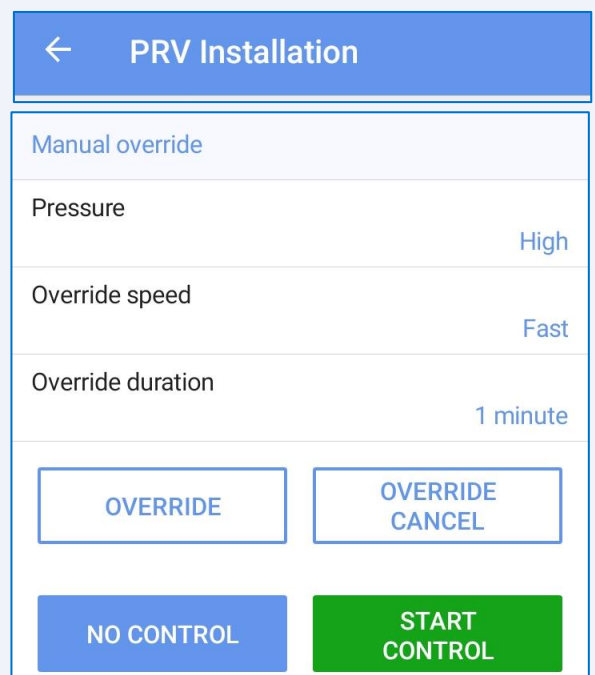 PRV Installation
Manual override
Pressure
High
Override speed
Fast
Override duration
1 minute
OVERRIDE
OVERRIDE
CANCEL
NO CONTROL
START
CONTROL